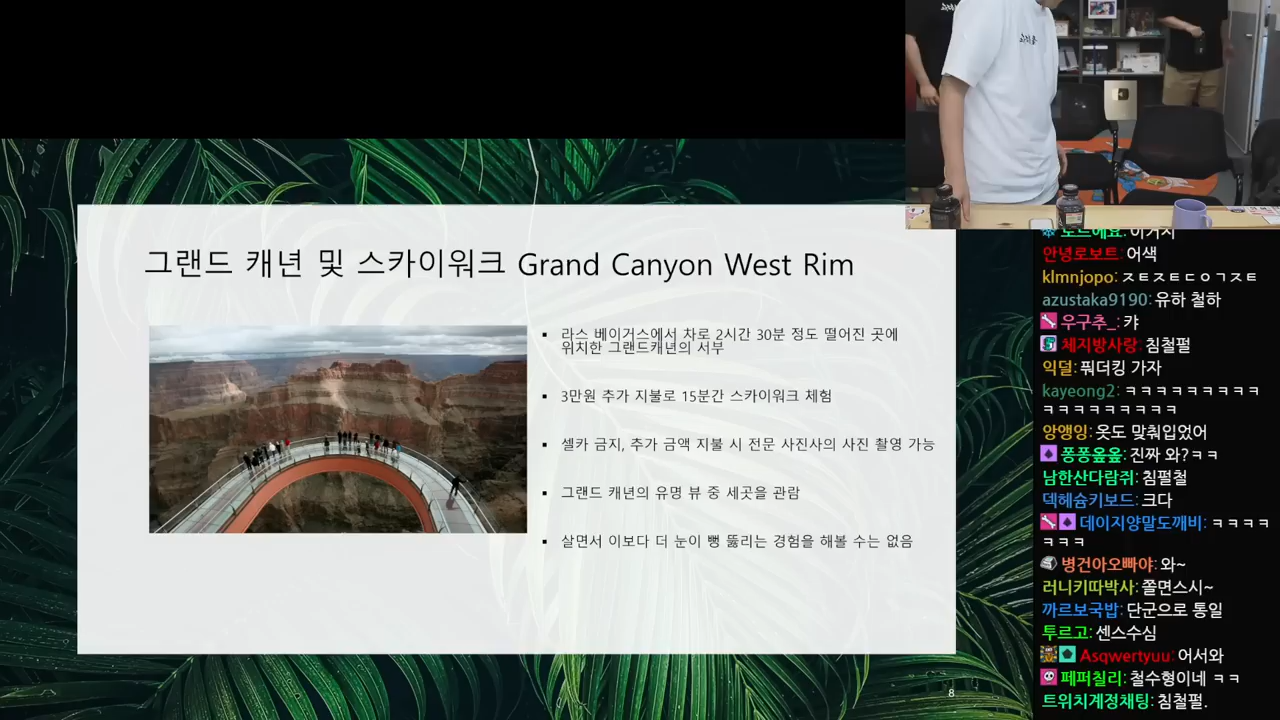 그랜드 캐년 및 스카이워크 Grand Canyon West Rim
▪ 라스 베이거스에서 차로 2시간 30분 정도 떨어진 곳에
위치한 그랜드캐년의 서부
▪ 3만원 추가 지불로 15분간 스카이워크 체험
▪ 셀카 금지, 추가 금액 지불 시 전문 사진사의 사진 촬영 가능
▪ 그랜드 캐년의 유명 뷰 중 세곳을 관람
▪ 살면서 이보다 더 눈이 뻥 뚫리는 경험을 해볼 수는 없음
8
안녕로보트: 어색
klmnjopo: ㅈㅌㅈㅌㄷㅇㄱㅈㅌ
azustaka9190: 유하 철하
우구추_: 캬
체지방사랑: 침철펄
익덜: 풔더킹 가자
kayeong2: ㅋㅋㅋㅋㅋㅋㅋㅋㅋ
ㅋㅋㅋㅋㅋㅋㅋㅋㅋ
앙앵잉: 옷도 맞춰입었어
퐁퐁욮욮: 진짜 와?ㅋㅋ
남한산다람쥐: 침펄철
덱헤슘키보드: 크다
데이지양말도깨비: ㅋㅋㅋㅋ
ㅋㅋㅋ
병건아오빠야: 와~
러니키따박사: 쫄면스시~
까르보국밥: 단군으로 통일
투르고: 센스수심
Asqwertyuu: 어서와
페퍼칠리: 철수형이네 ㅋㅋ
트위치계정채팅: 침철펄.